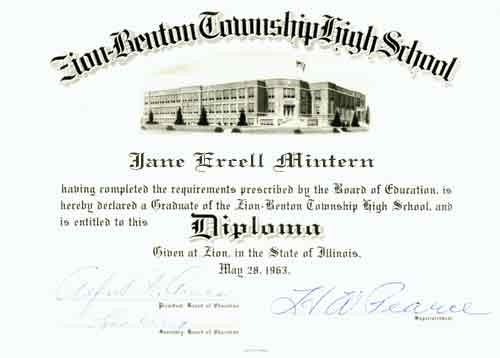 Zion-Benton Township High School
Jane Ercell Mintern
having completed the requirements prescribed by the Board of Education, is
hereby declared a Graduate of the Zion-Benton Township High School, and
is entitled to this Diploma
Given at Zion, in the State of Illinois,
May 28, 1963.
President Board of Education
H W Pearce
Superintendent
Secretary Board of Education